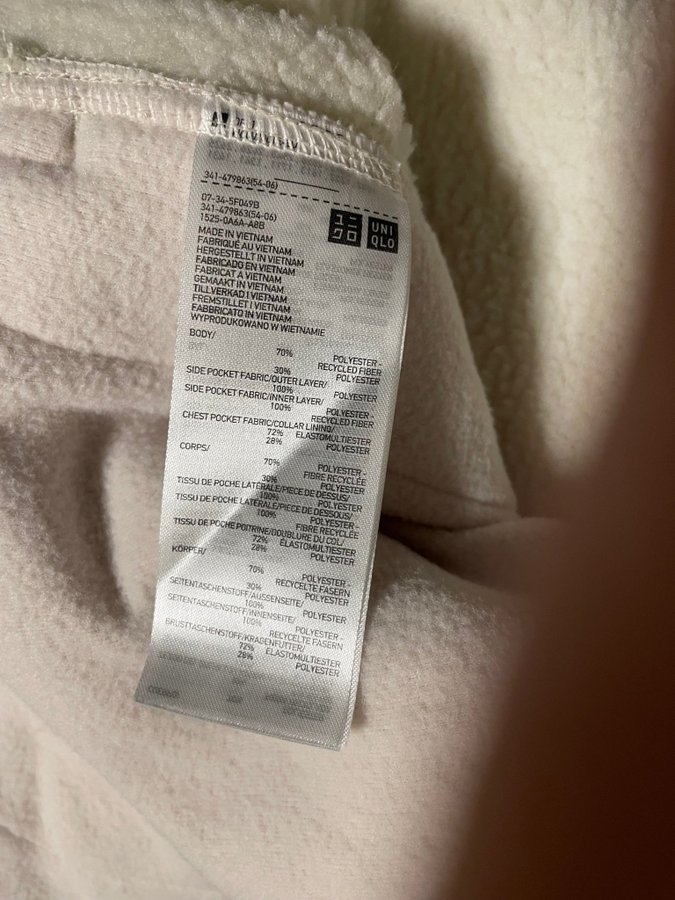 341-479863(54-06)
07-34-5F049B
341-479863(54-06)
1525-0A6A-A8B
ユニ
クロ
UNI
QLO
MADE IN VIETNAM
FABRIQUÉ AU VIETNAM
HERGESTELLT IN VIETNAM
FABRICADO EN VIETNAM
FABRICAT A VIETNAM
GEMAAKT IN VIETNAM
TILLVERKAD I VIETNAM
FREMSTILLET I VIETNAM
FABBRICATO IN VIETNAM
WYPRODUKOWANO W WIETNAMIE
BODY/
70% POLYESTER -
RECYCLED FIBER
30% POLYESTER
SIDE POCKET FABRIC/OUTER LAYER/
100% POLYESTER
SIDE POCKET FABRIC/INNER LAYER/
100% POLYESTER -
RECYCLED FIBER
CHEST POCKET FABRIC/COLLAR LINING/
72% ELASTOMULTIESTER
28% POLYESTER
CORPS/
70% POLYESTER -
FIBRE RECYCLÉE
30% POLYESTER
TISSU DE POCHE LATÉRALE/PIECE DE DESSUS/
100% POLYESTER
TISSU DE POCHE LATÉRALE/PIECE DE DESSOUS/
100% POLYESTER -
FIBRE RECYCLÉE
TISSU DE POCHE POITRINE/DOUBLURE DU COL/
72% ÉLASTOMULTIESTER
28% POLYESTER
KÖRPER/
70% POLYESTER -
RECYCELTE FASERN
30% POLYESTER
SEITENTASCHENSTOFF/AUSSENSEITE/
100% POLYESTER
SEITENTASCHENSTOFF/INNENSEITE/
100% POLYESTER -
RECYCELTE FASERN
BRUSTTASCHENSTOFF/KRAGENFUTTER/
72% ELASTOMULTIESTER
28% POLYESTER